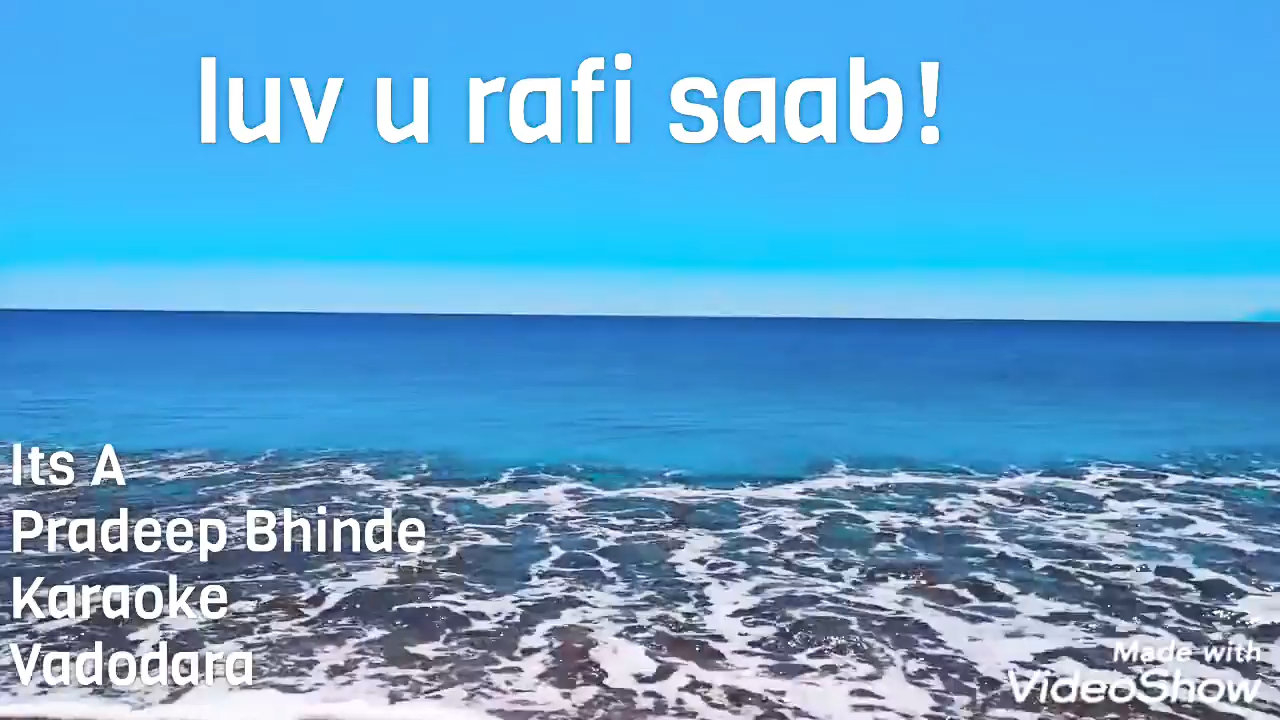 luv u rafi saab!
Its A
Pradeep Bhinde
Karaoke
Vadodara
Made with
VideoShow